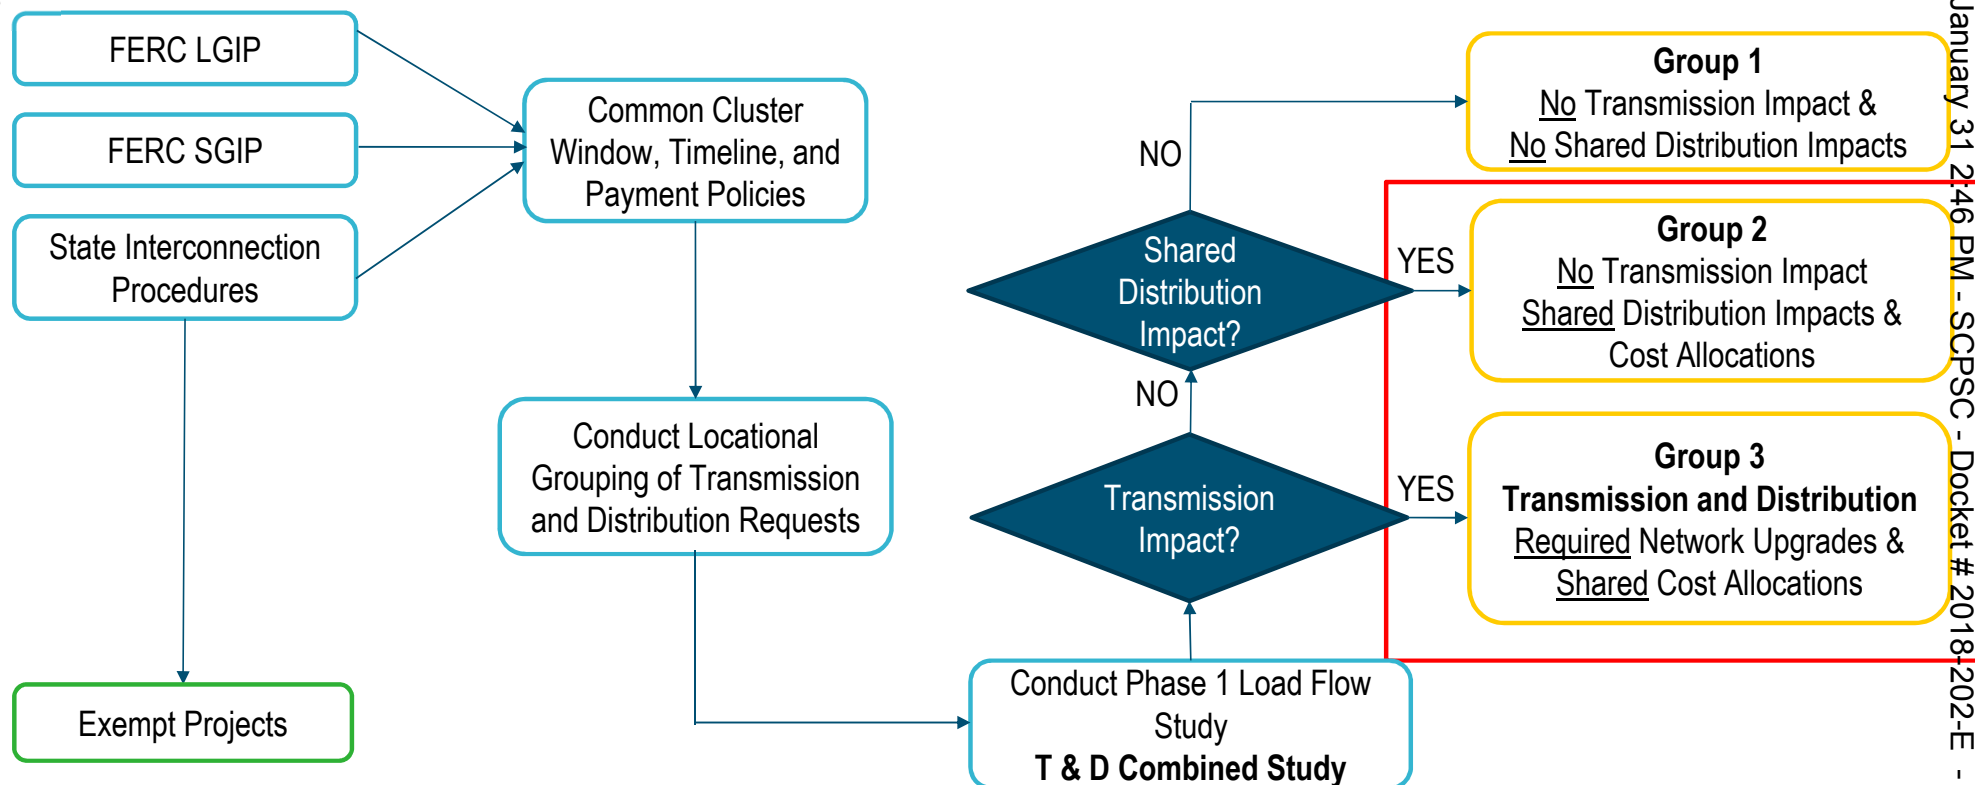 FERC LGIP
FERC SGIP
State Interconnection
Procedures
Exempt Projects
Common Cluster
Window, Timeline, and
Payment Policies
Conduct Locational
Grouping of Transmission
and Distribution Requests
Conduct Phase 1 Load Flow
Study
T & D Combined Study
Transmission
Impact?
NO
YES
Shared
Distribution
Impact?
NO
YES
Group 1
No Transmission Impact &
No Shared Distribution Impacts
Group 2
No Transmission Impact
Shared Distribution Impacts &
Cost Allocations
Group 3
Transmission and Distribution
Required Network Upgrades &
Shared Cost Allocations
January 31 2:46 PM - SCPSC - Docket # 2018-202-E -